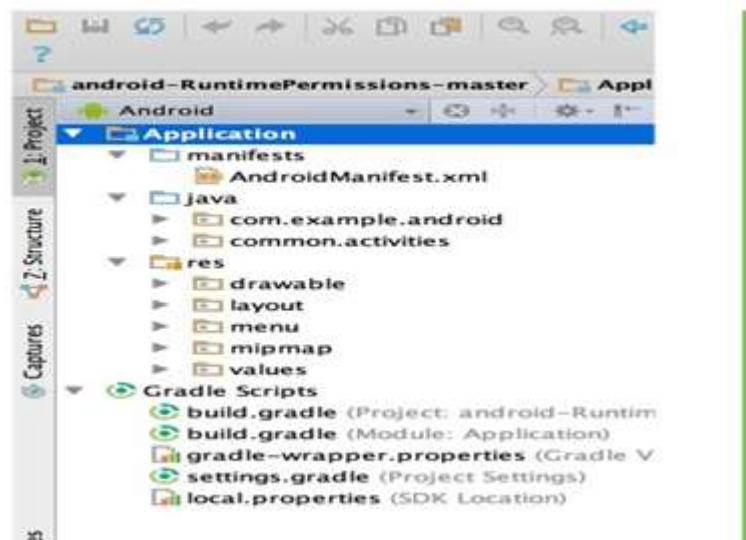 ?
android-RuntimePermissions-master Appl
Android
1: Project
Application
manifests
AndroidManifest.xml
java
com.example.android
common.activities
Z: Structure
res
drawable
layout
menu
mipmap
values
Captures
Gradle Scripts
build.gradle (Project: android-Runtim
build.gradle (Module: Application)
gradle-wrapper.properties (Gradle V
settings.gradle (Project Settings)
local.properties (SDK Location)
es